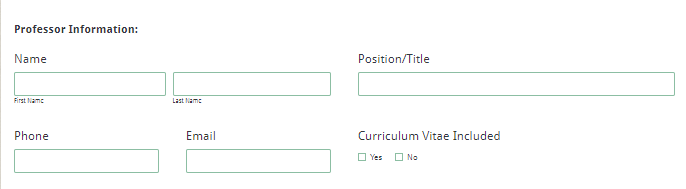 Professor Information:
Name
Position/Title
First Name
Last Name
Phone
Email
Curriculum Vitae Included
Yes
No